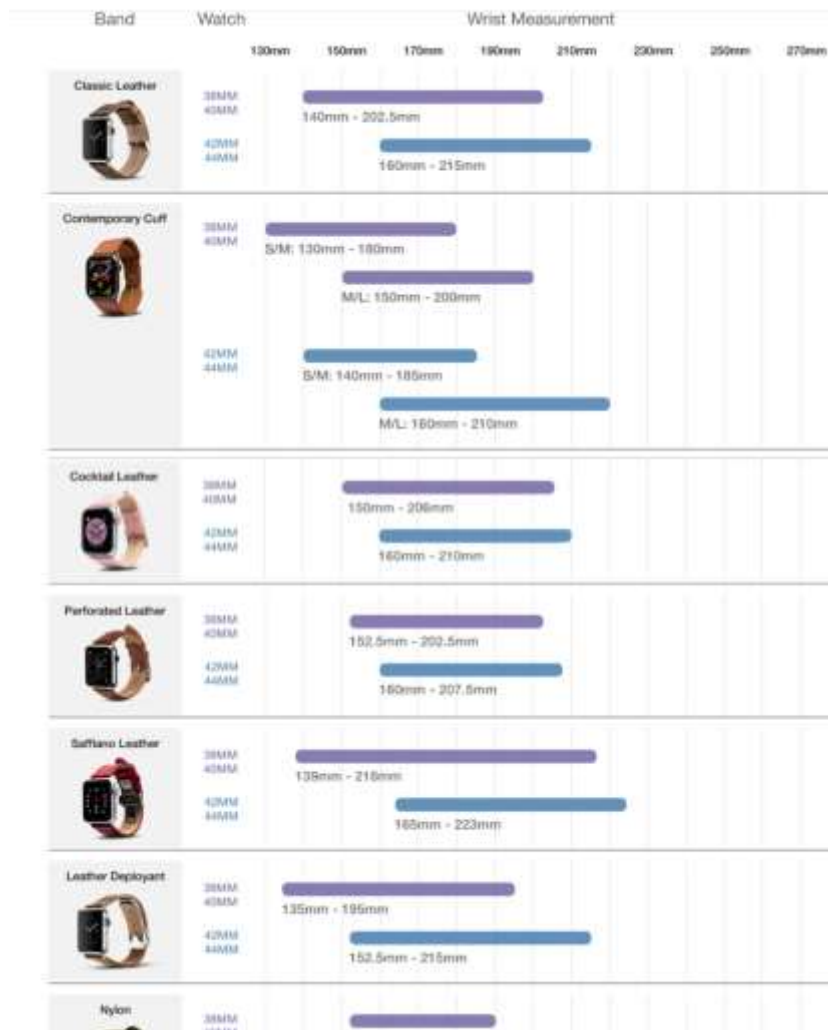 Band Watch Wrist Measurement
130mm 150mm 170mm 190mm 210mm 230mm 250mm 270mm
Classic Leather
38MM
40MM
140mm - 202.5mm
42MM
44MM
160mm - 215mm
Contemporary Cuff
38MM
40MM
S/M: 130mm - 180mm
M/L: 150mm - 200mm
42MM
44MM
S/M: 140mm - 185mm
M/L: 160mm - 210mm
Cocktail Leather
38MM
40MM
150mm - 206mm
42MM
44MM
160mm - 210mm
Perforated Leather
38MM
40MM
152.5mm - 202.5mm
42MM
44MM
160mm - 207.5mm
Saffiano Leather
38MM
40MM
139mm - 216mm
42MM
44MM
165mm - 223mm
Leather Deployant
38MM
40MM
135mm - 195mm
42MM
44MM
152.5mm - 215mm
Nylon
38MM